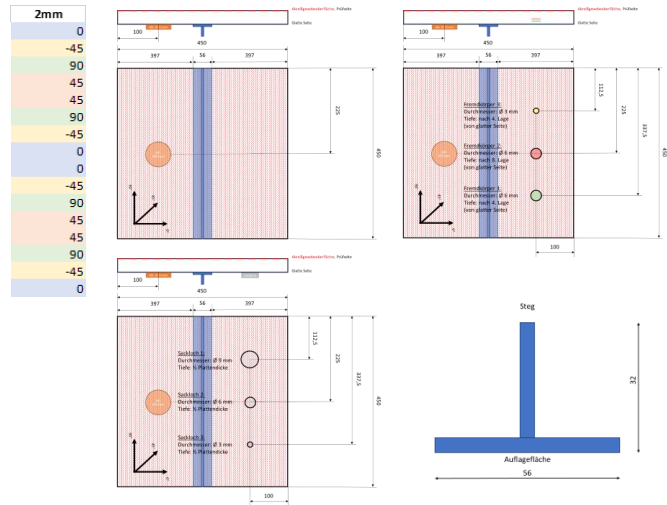 2mm
0
-45
90
45
45
90
-45
0
0
-45
90
45
45
90
-45
0
Abreißgewebeoberfläche, Prüfseite
Glatte Seite
100
450
397
56
397
225
450
Abreißgewebeoberfläche, Prüfseite
Glatte Seite
100
450
397
56
397
112,5
225
337,5
450
Fremdkörper 3:
Durchmesser: Ø 3 mm
Tiefe: nach 4. Lage
(von glatter Seite)
Fremdkörper 2:
Durchmesser: Ø 6 mm
Tiefe: nach 8. Lage
(von glatter Seite)
Fremdkörper 1:
Durchmesser: Ø 6 mm
Tiefe: nach 4. Lage
(von glatter Seite)
100
Abreißgewebeoberfläche, Prüfseite
Glatte Seite
100
450
397
56
397
112,5
225
337,5
450
Sackloch 1:
Durchmesser: Ø 9 mm
Tiefe: ½ Plattendicke
Sackloch 2:
Durchmesser: Ø 6 mm
Tiefe: ½ Plattendicke
Sackloch 3:
Durchmesser: Ø 3 mm
Tiefe: ½ Plattendicke
100
Steg
32
Auflagefläche
56